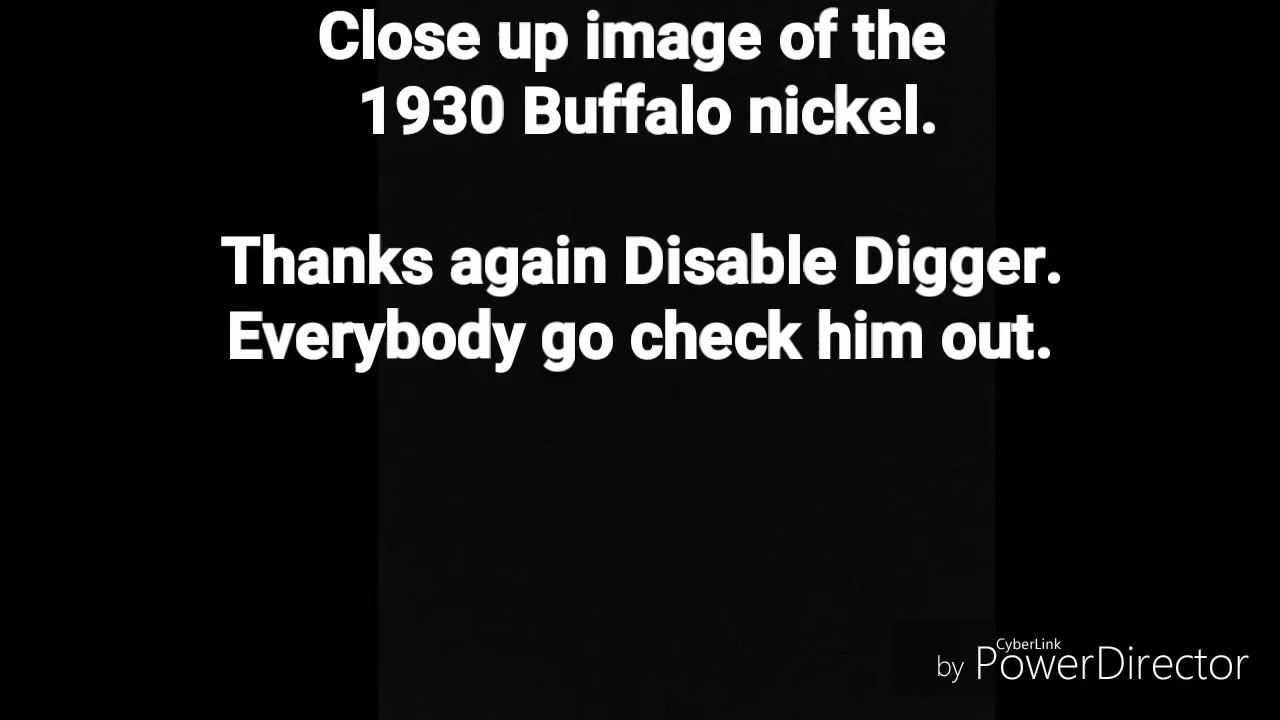 Close up image of the
1930 Buffalo nickel.
Thanks again Disable Digger.
Everybody go check him out.
CyberLink
by PowerDirector